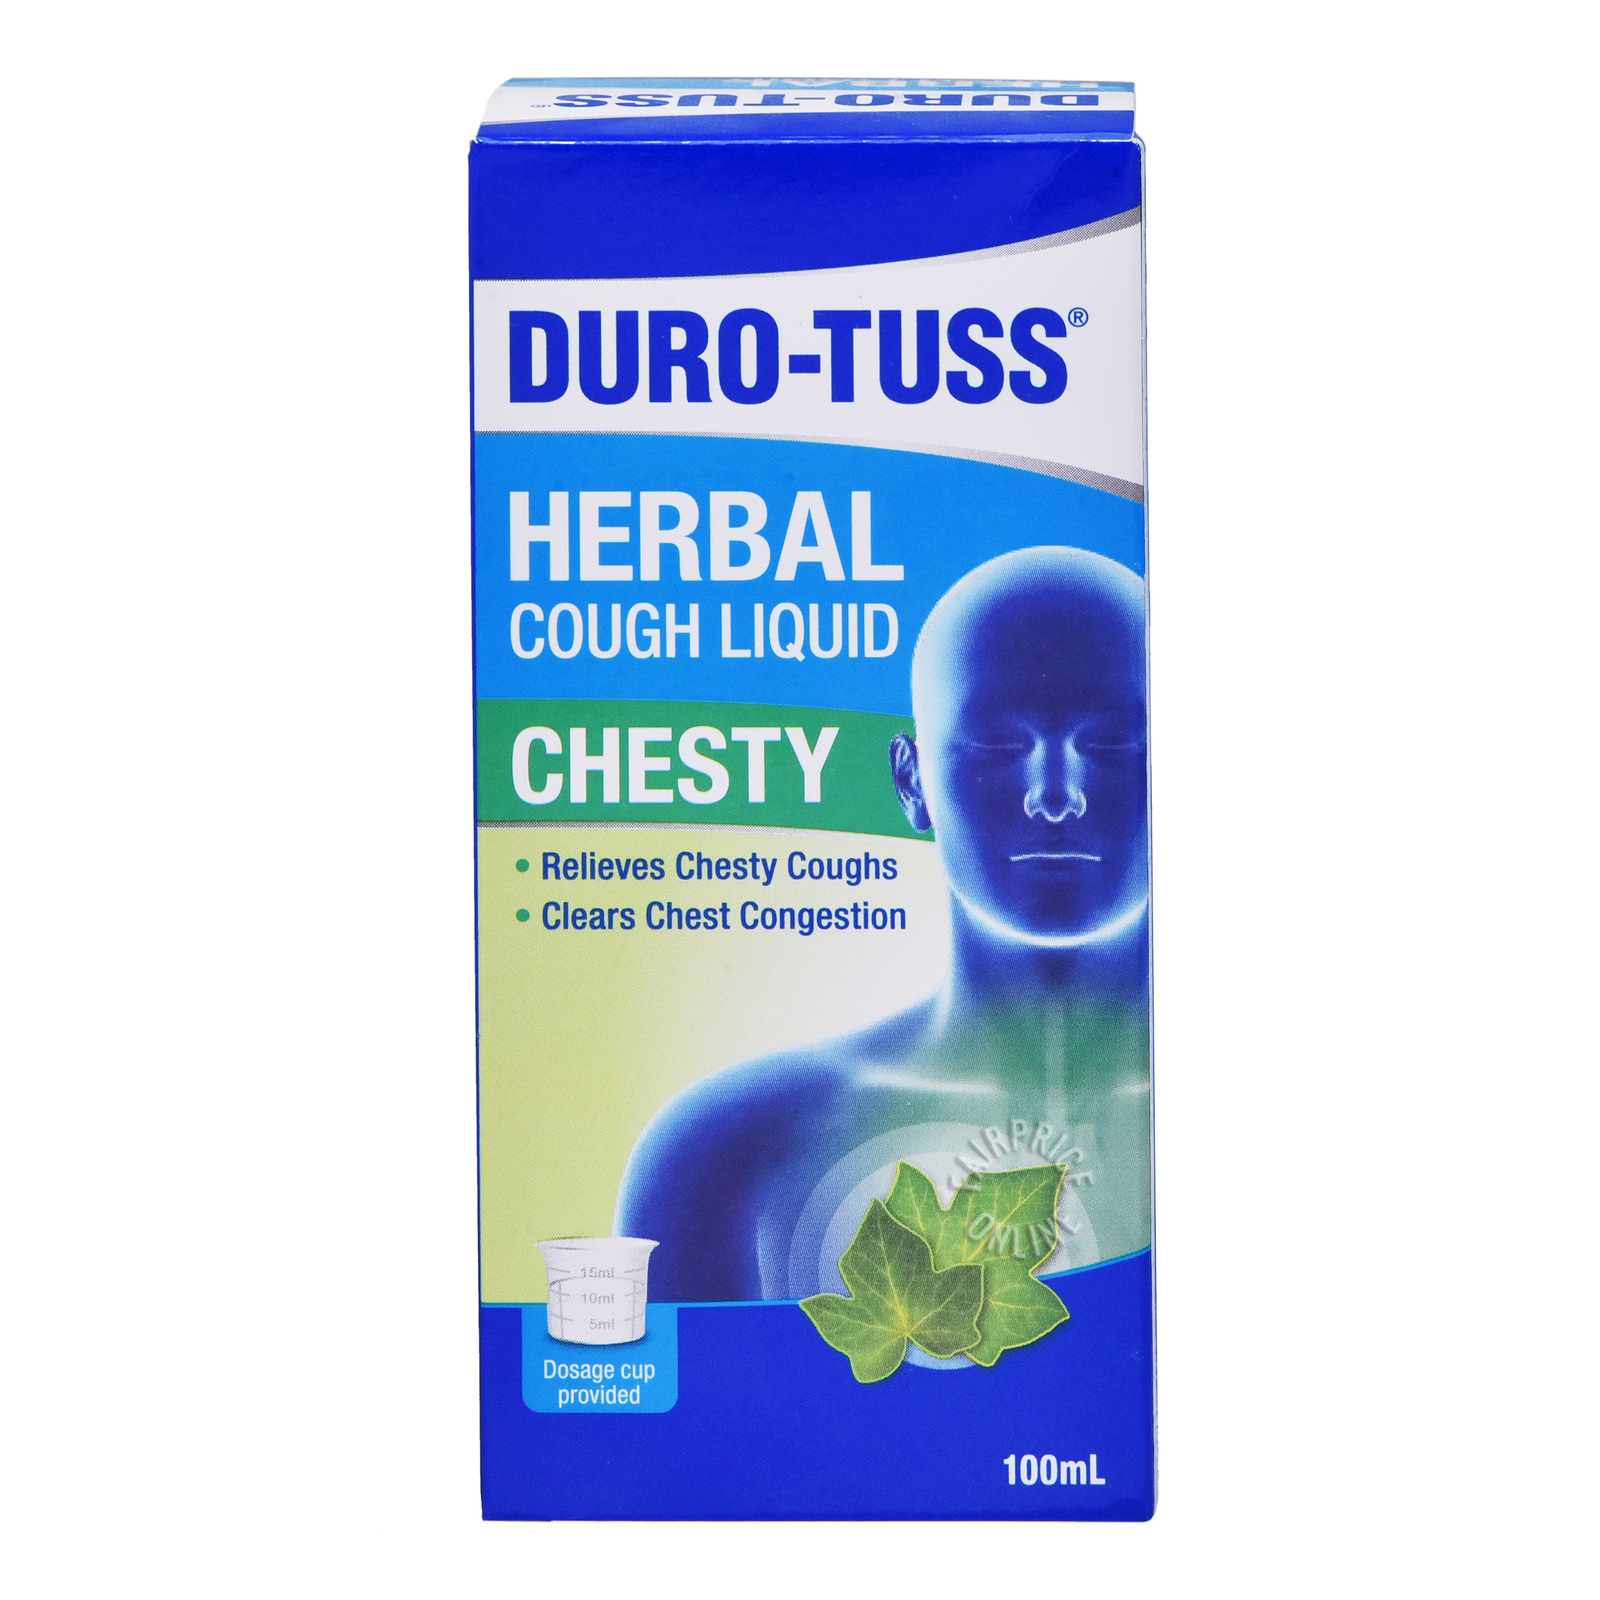 HERBAL
DURO-TUSS®
DURO-TUSS®
HERBAL
COUGH LIQUID
CHESTY
• Relieves Chesty Coughs
• Clears Chest Congestion
FAIRPRICE
ONLINE
15ml
10ml
5ml
Dosage cup
provided
100mL